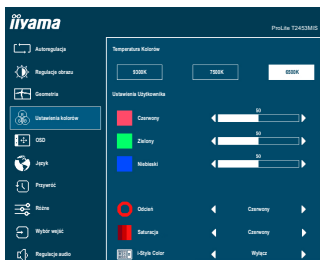 iiyama
ProLite T2453MIS
Autoregulacja
Temperatura Kolorów
Regulacje obrazu
9300K 7500K 6500K
Geometria
Ustawienia Użytkownika
Ustawienia kolorów
Czerwony 50
OSD
Zielony 50
Język
Niebieski 50
Przywróć
Różne
Odcień Czerwony
Wybór wejść
Saturacja Czerwony
Regulacje audio
i-Style Color Wyłącz